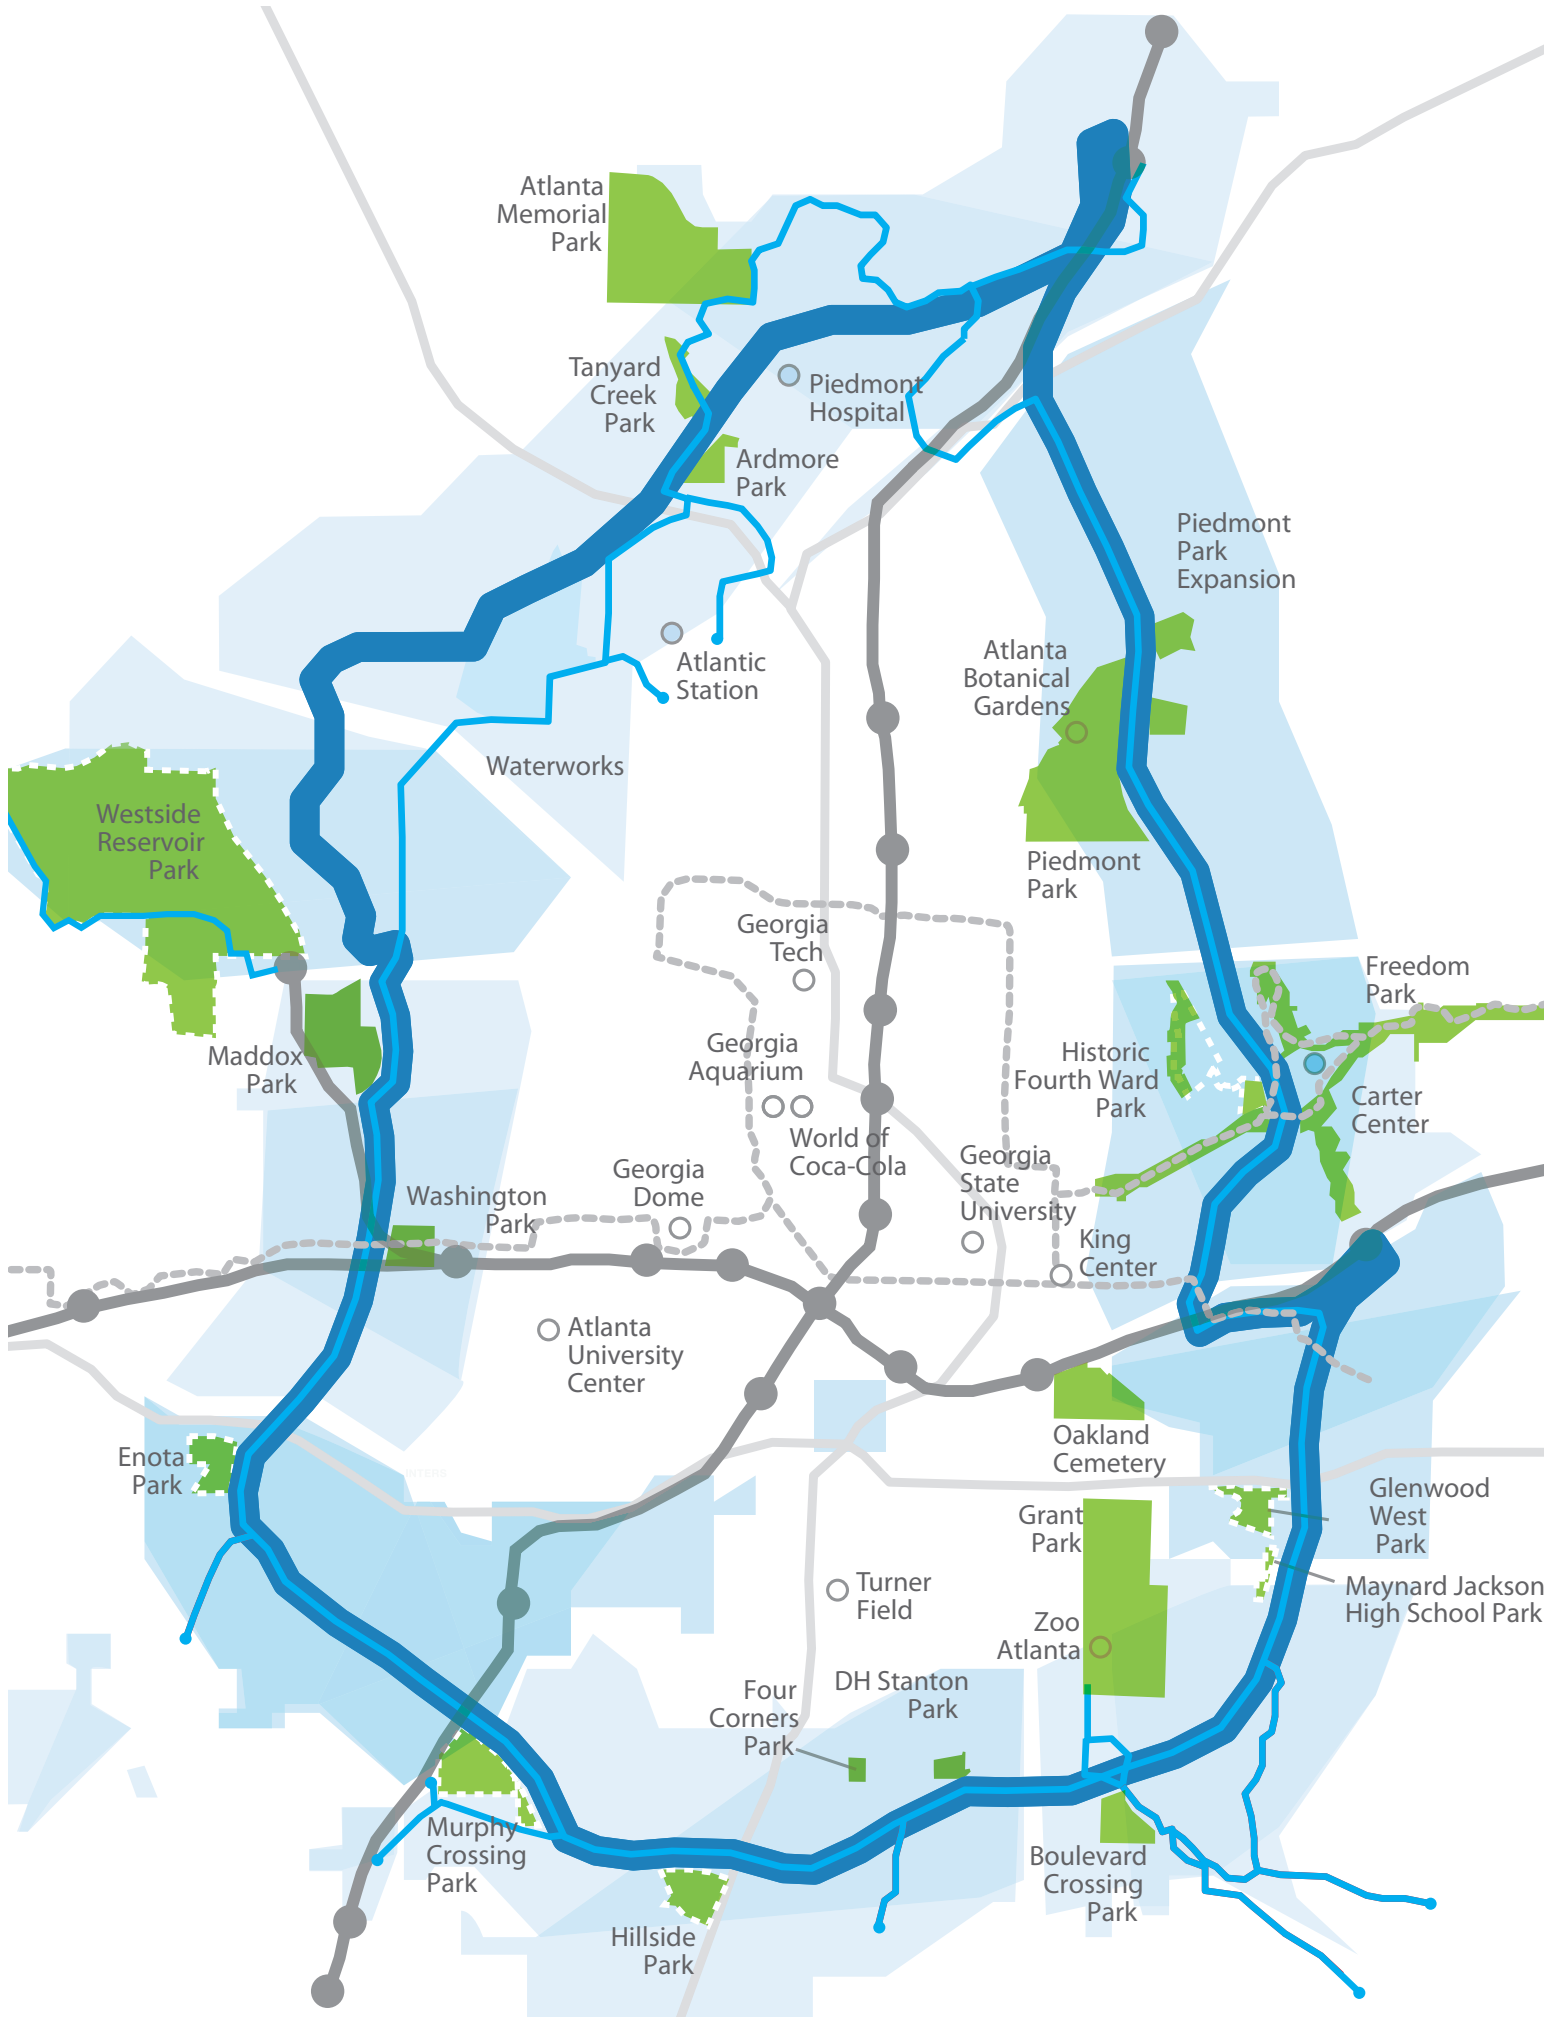 Atlanta
Memorial
Park
Tanyard
Creek
Park
Piedmont
Hospital
Ardmore
Park
Piedmont
Park
Expansion
Atlantic
Station
Atlanta
Botanical
Gardens
Waterworks
Westside
Reservoir
Park
Piedmont
Park
Georgia
Tech
Freedom
Park
Maddox
Park
Georgia
Aquarium
Historic
Fourth Ward
Park
Carter
Center
World of
Coca-Cola
Georgia
State
University
Georgia
Dome
Washington
Park
King
Center
Atlanta
University
Center
Enota
Park
Oakland
Cemetery
INTERS
Glenwood
West
Park
Grant
Park
Turner
Field
Maynard Jackson
High School Park
Zoo
Atlanta
DH Stanton
Park
Four
Corners
Park
Murphy
Crossing
Park
Boulevard
Crossing
Park
Hillside
Park